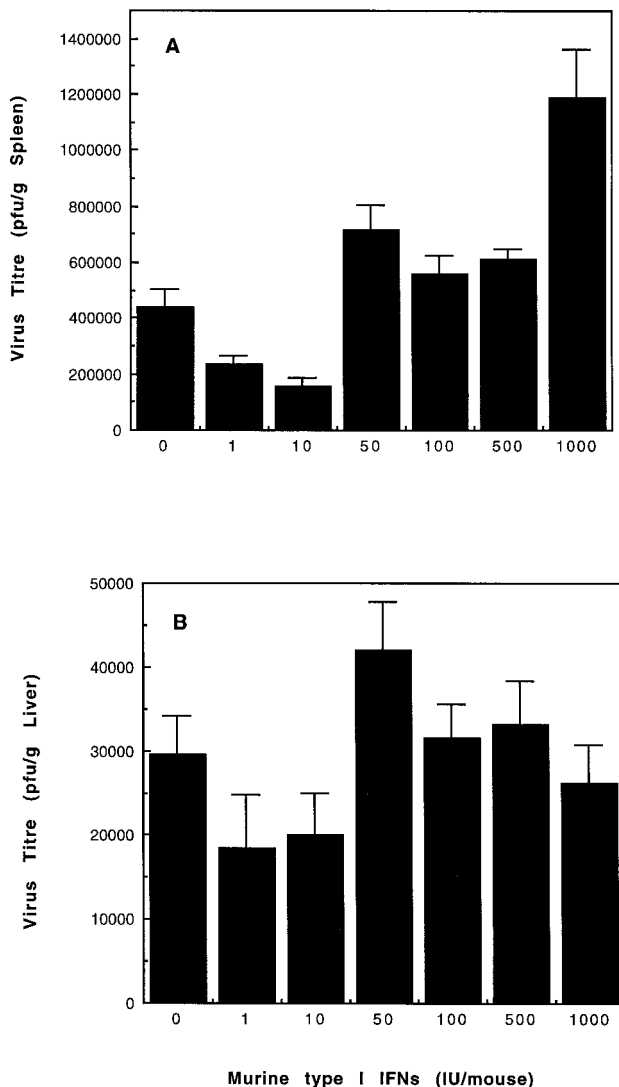 A
Virus Titre (pfu/g Spleen)
1400000
1200000
1000000
800000
600000
400000
200000
0
0 1 10 50 100 500 1000
B
Virus Titre (pfu/g Liver)
50000
40000
30000
20000
10000
0
0 1 10 50 100 500 1000
Murine type I IFNs (IU/mouse)